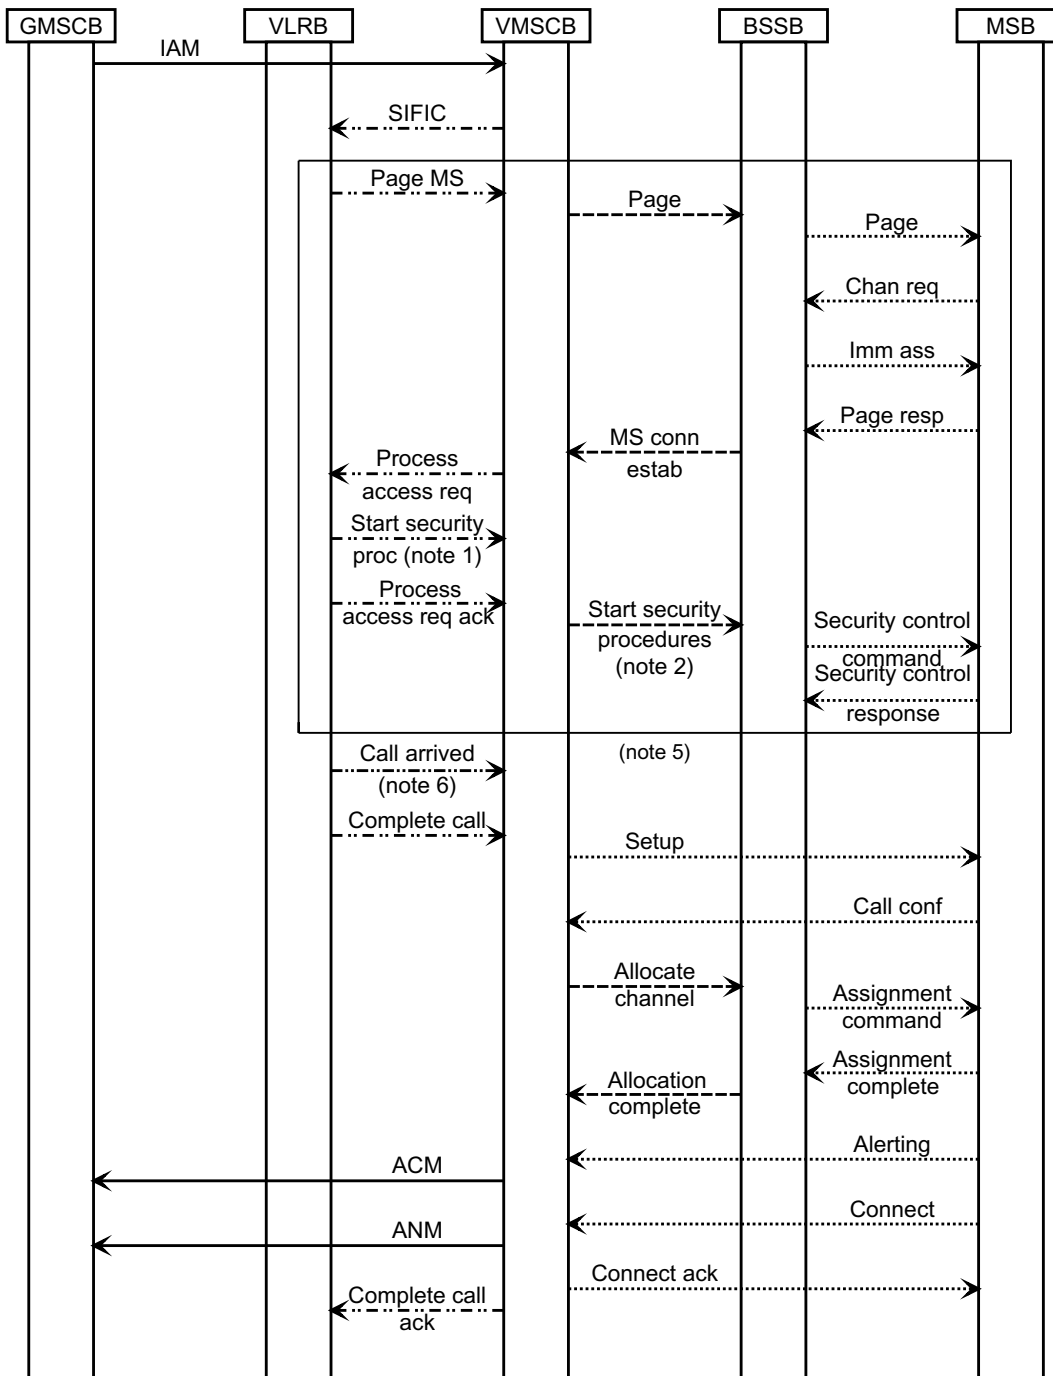 GMSCB
VLRB
VMSCB
BSSB
MSB
IAM
SIFIC
Page MS
Page
Page
Chan req
Imm ass
Page resp
MS conn
estab
Process
access req
Start security
proc (note 1)
Process
access req ack
Start security
procedures
(note 2)
Security control
command
Security control
response
(note 5)
Call arrived
(note 6)
Complete call
Setup
Call conf
Allocate
channel
Assignment
command
Assignment
complete
Allocation
complete
Alerting
ACM
Connect
ANM
Connect ack
Complete call
ack